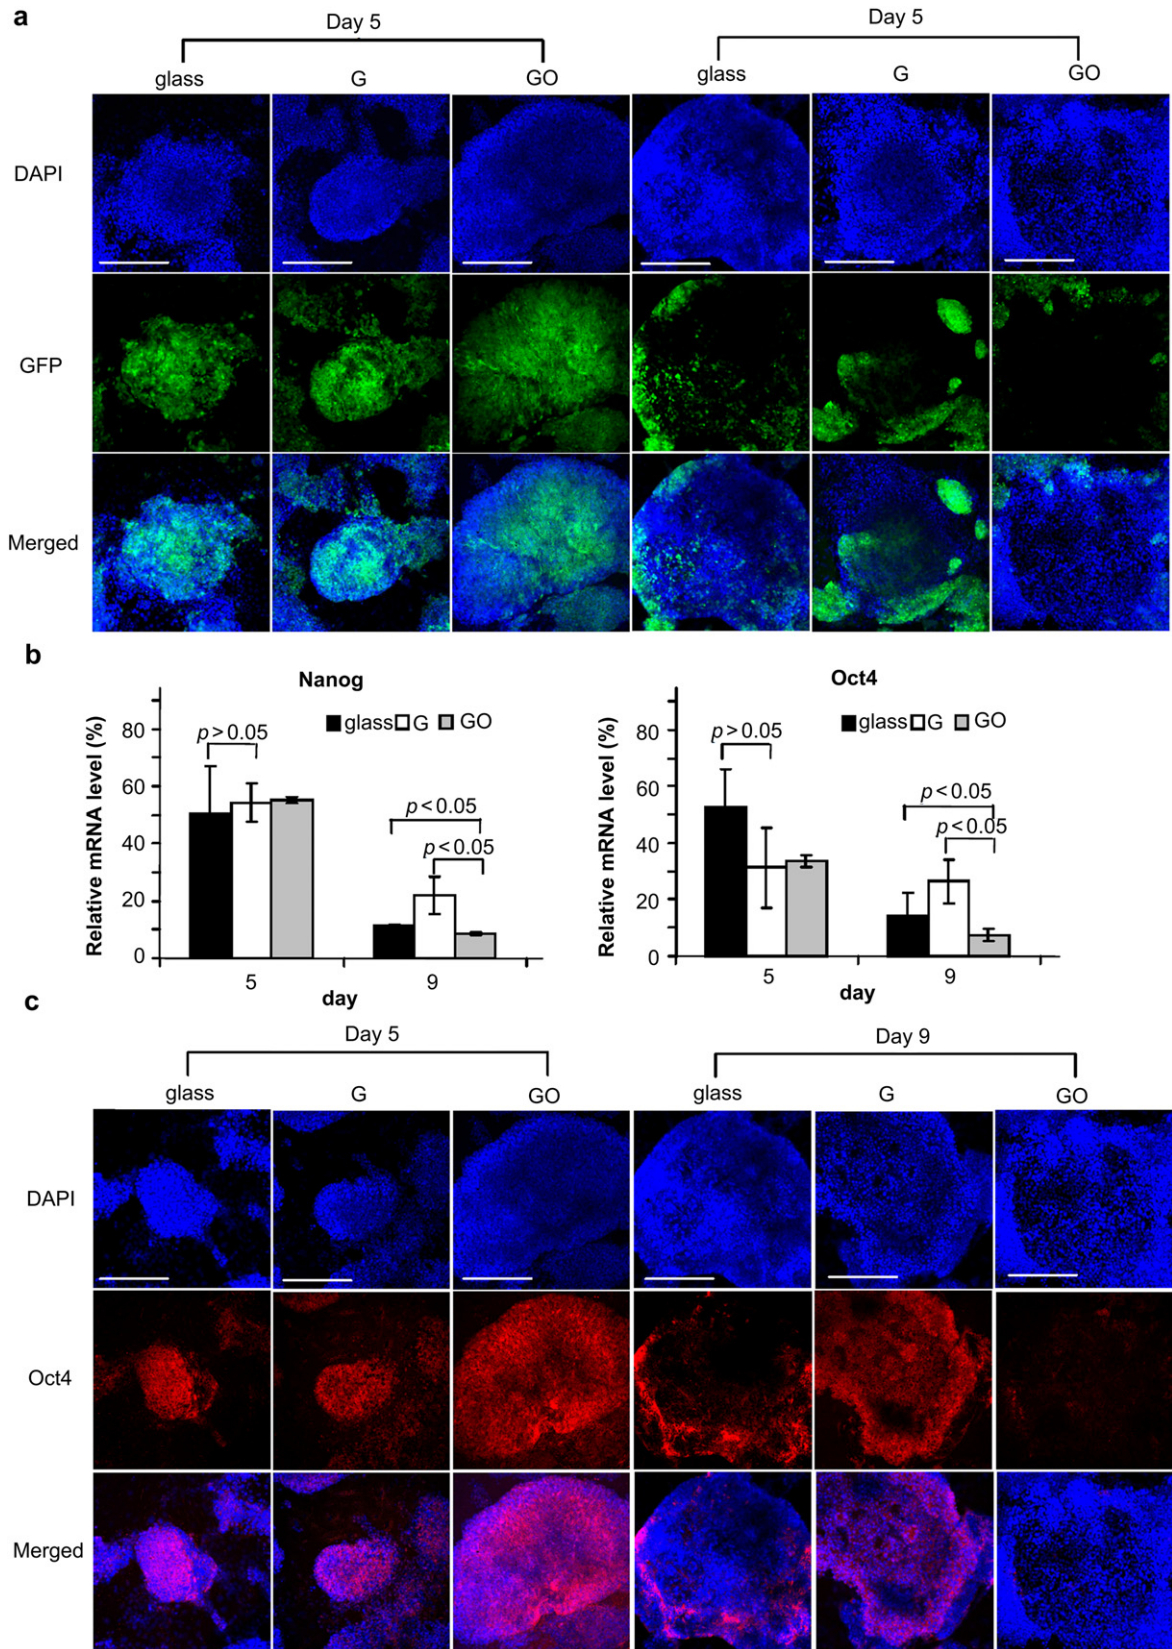 a
Day 5
Day 5
glass G GO glass G GO
DAPI
GFP
Merged
b
Nanog
Relative mRNA level (%)
80
60
40
20
0
glass G GO
p > 0.05
p < 0.05
p < 0.05
5 9
day
Oct4
Relative mRNA level (%)
80
60
40
20
0
glass G GO
p > 0.05
p < 0.05
p < 0.05
5 9
day
c
Day 5
Day 9
glass G GO glass G GO
DAPI
Oct4
Merged